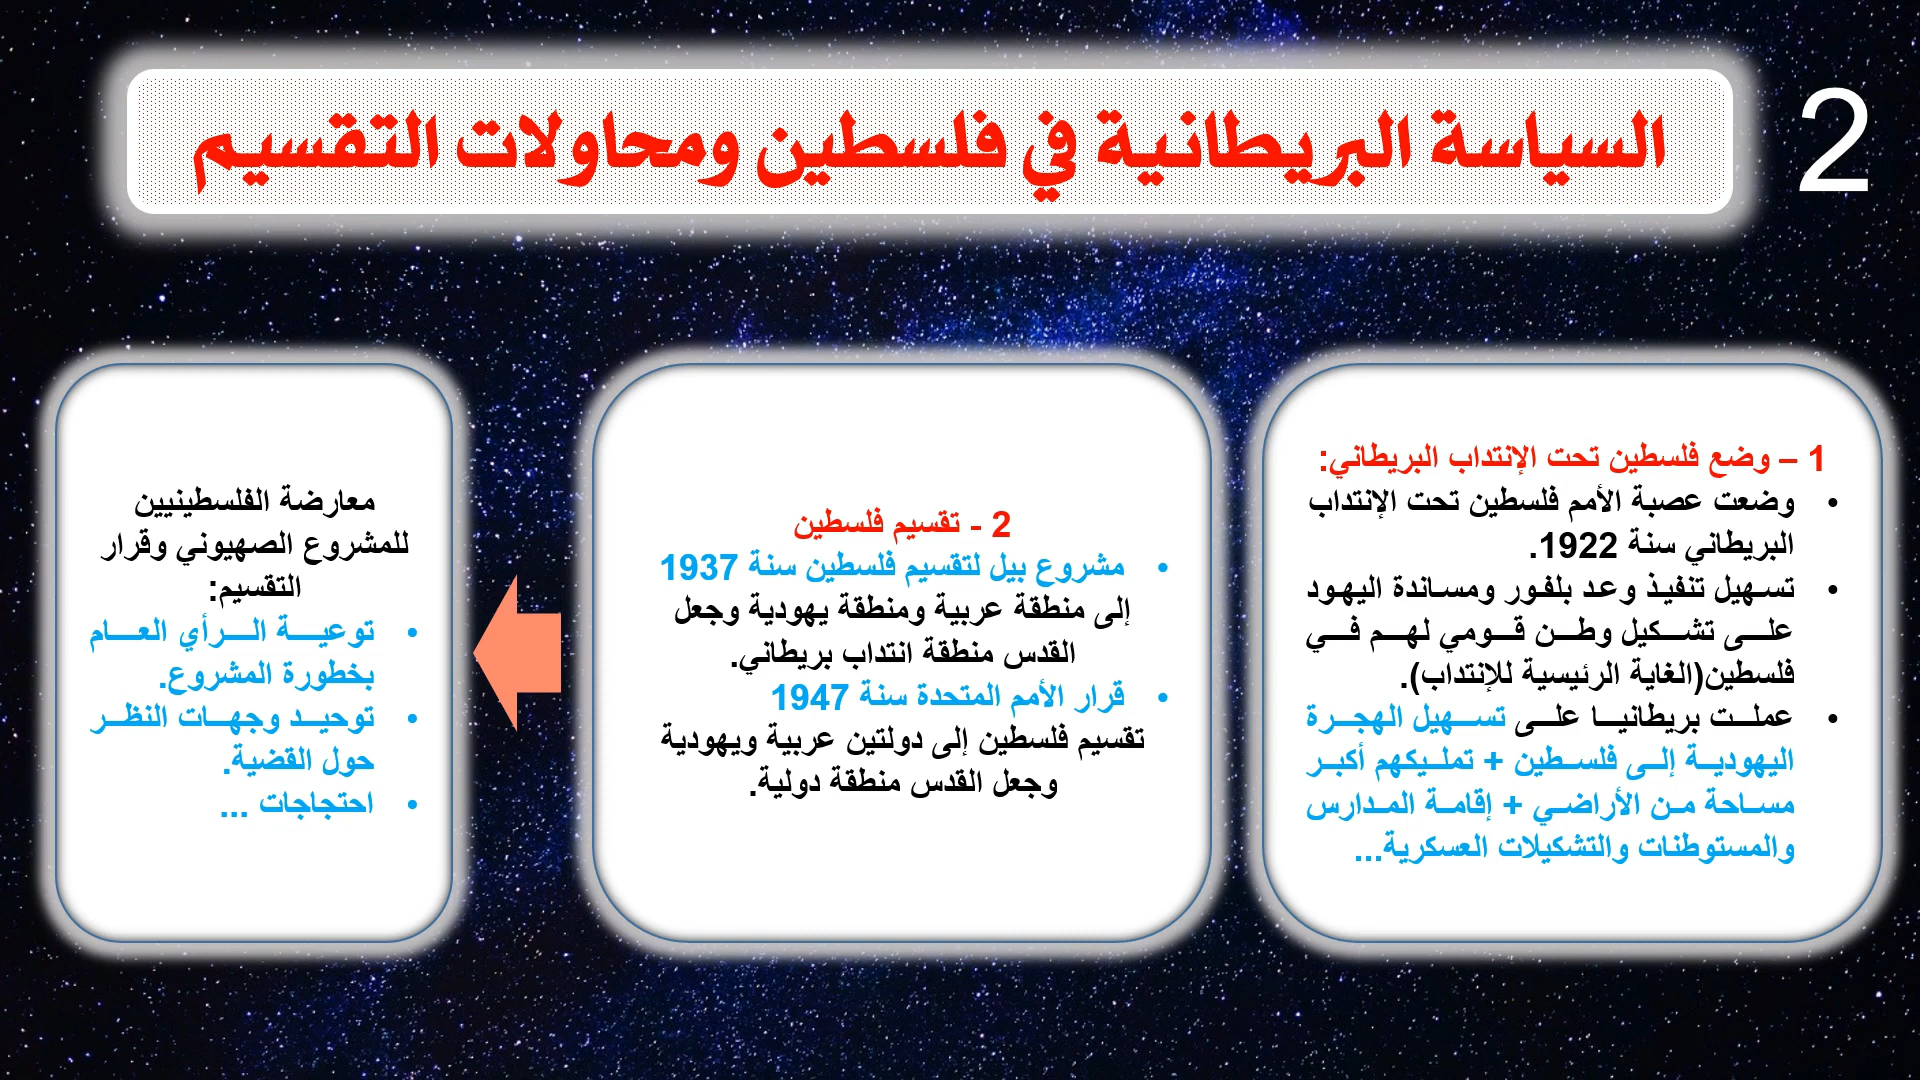 2
السياسة البريطانية في فلسطين ومحاولات التقسيم
1 – وضع فلسطين تحت الإنتداب البريطاني:
• وضعت عصبة الأمم فلسطين تحت الإنتداب
البريطاني سنة 1922.
• تسهيل تنفيذ وعد بلفور ومساندة اليهود
على تشكيل وطن قومي لهم في
فلسطين(الغاية الرئيسية للإنتداب).
• عملت بريطانيا على تسهيل الهجرة
اليهودية إلى فلسطين + تمليكهم أكبر
مساحة من الأراضي + إقامة المدارس
والمستوطنات والتشكيلات العسكرية...
2 - تقسيم فلسطين
• مشروع بيل لتقسيم فلسطين سنة 1937
إلى منطقة عربية ومنطقة يهودية وجعل
القدس منطقة انتداب بريطاني.
• قرار الأمم المتحدة سنة 1947
تقسيم فلسطين إلى دولتين عربية ويهودية
وجعل القدس منطقة دولية.
معارضة الفلسطينيين
للمشروع الصهيوني وقرار
التقسيم:
• توعية الرأي العام
بخطورة المشروع.
• توحيد وجهات النظر
حول القضية.
• احتجاجات ...